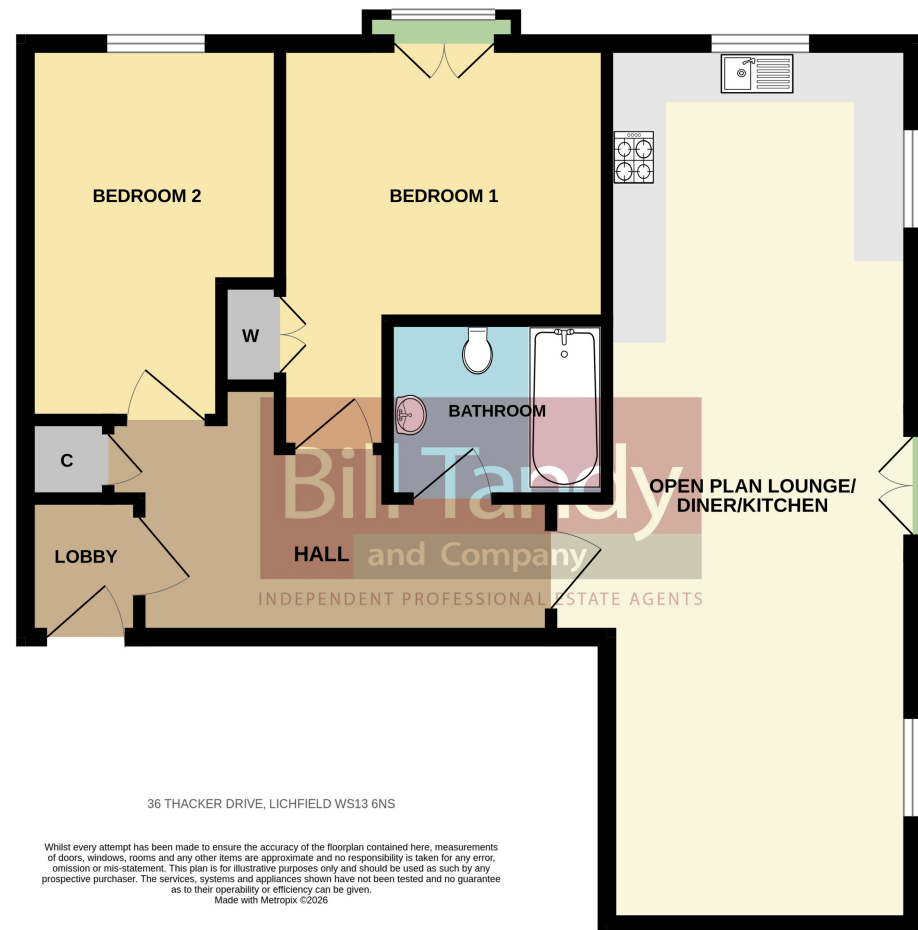 BEDROOM 2
BEDROOM 1
W
BATHROOM
C
OPEN PLAN LOUNGE/
DINER/KITCHEN
LOBBY
HALL
Bill Tandy
and Company
INDEPENDENT PROFESSIONAL ESTATE AGENTS
36 THACKER DRIVE, LICHFIELD WS13 6NS
Whilst every attempt has been made to ensure the accuracy of the floorplan contained here, measurements
of doors, windows, rooms and any other items are approximate and no responsibility is taken for any error,
omission or mis-statement. This plan is for illustrative purposes only and should be used as such by any
prospective purchaser. The services, systems and appliances shown have not been tested and no guarantee
as to their operability or efficiency can be given.
Made with Metropix ©2026